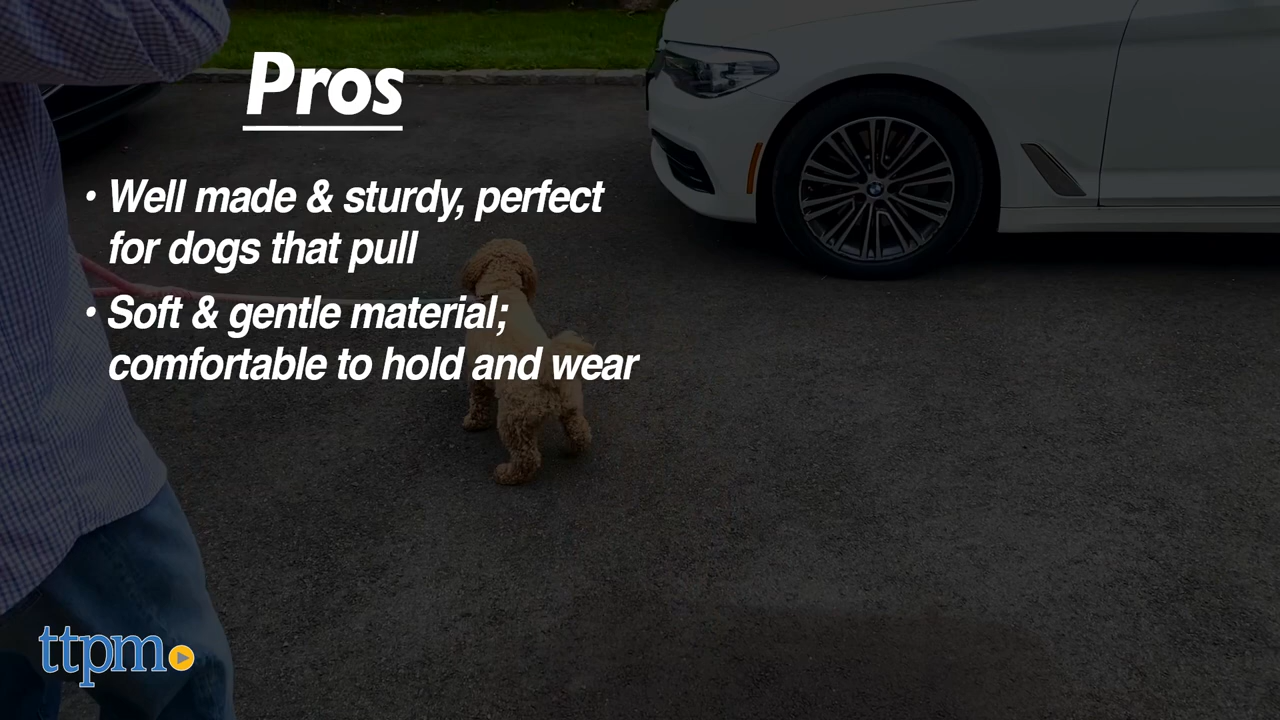 Pros
• Well made & sturdy, perfect
for dogs that pull
• Soft & gentle material;
comfortable to hold and wear
ttpm